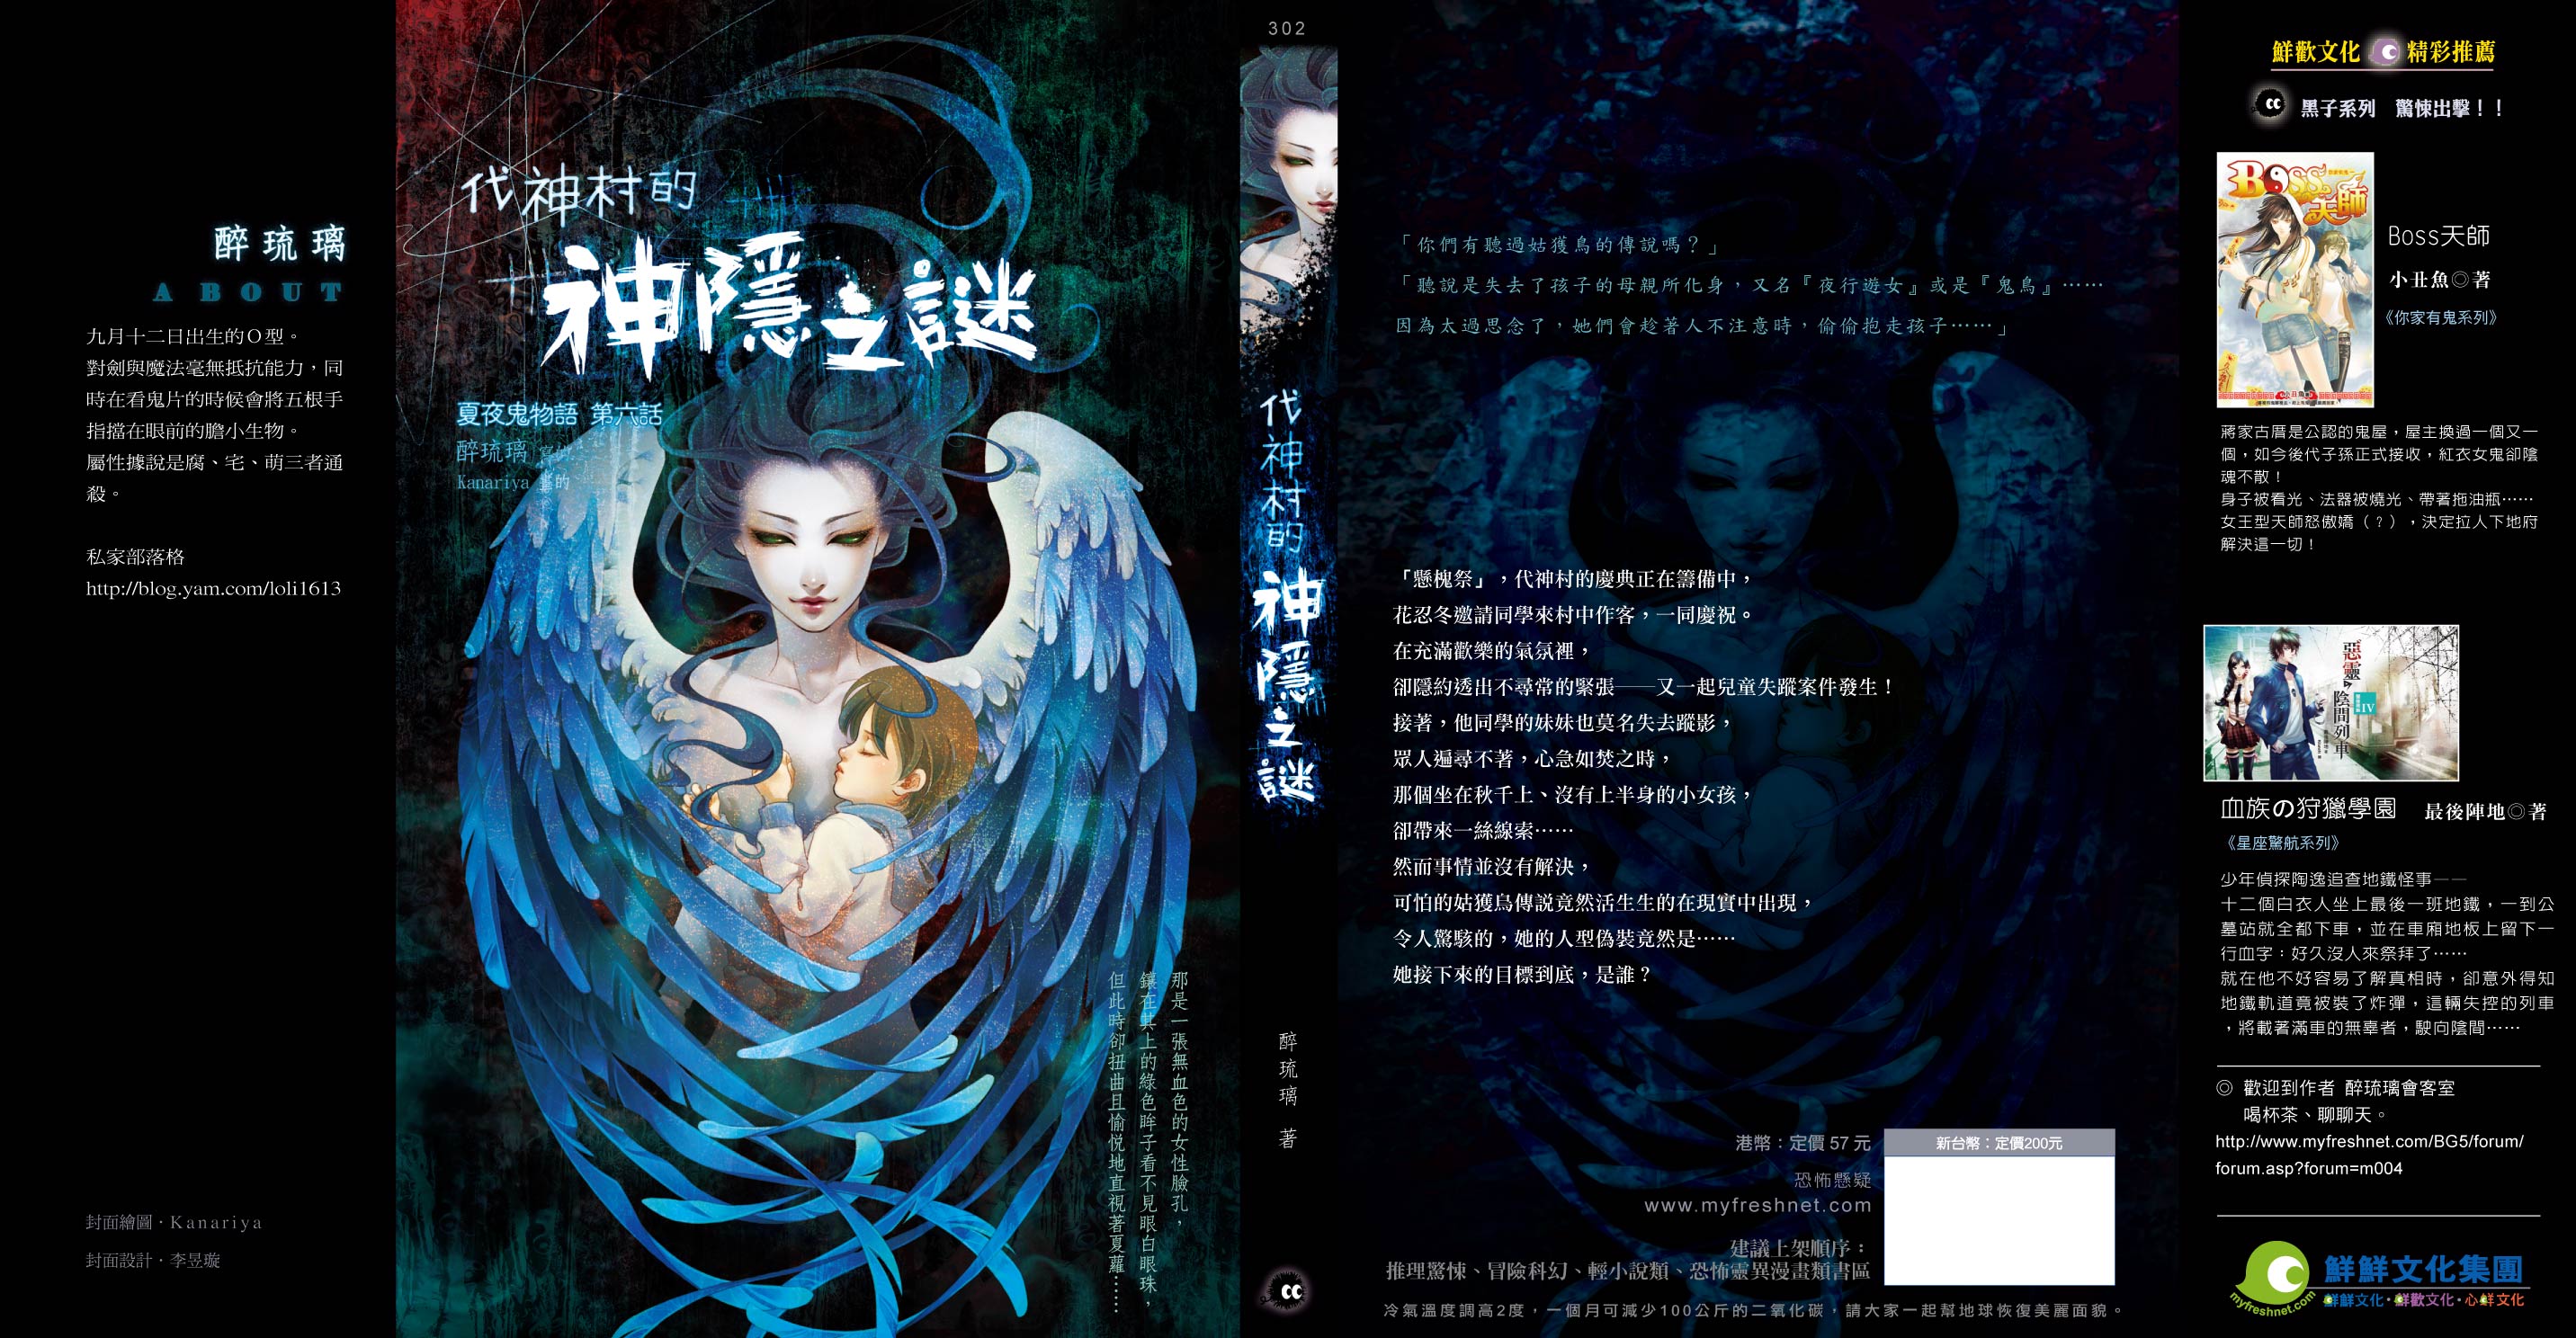 醉琉璃
ABOUT
九月十二日出生的O型。
對劍與魔法毫無抵抗能力，同
時在看鬼片的時候會將五根手
指擋在眼前的膽小生物。
屬性據說是腐、宅、萌三者通
殺。
私家部落格
http://blog.yam.com/loli1613
封面繪圖．Kanariya
封面設計．李昱璇
代神村的
神隱之謎
夏夜鬼物語 第六話
醉琉璃 寫的
Kanariya 畫的
那是一張無血色的女性臉孔，
鑲在其上的綠色眸子看不見眼白眼珠，
但此時卻扭曲且愉悅地直視著夏蘿……
302
代神村的
神隱之謎
醉琉璃 著
「你們有聽過姑獲鳥的傳說嗎？」
「聽說是失去了孩子的母親所化身，又名『夜行遊女』或是『鬼鳥』……
因為太過思念了，她們會趁著人不注意時，偷偷抱走孩子……」
「懸槐祭」，代神村的慶典正在籌備中，
花忍冬邀請同學來村中作客，一同慶祝。
在充滿歡樂的氣氛裡，
卻隱約透出不尋常的緊張──又一起兒童失蹤案件發生！
接著，他同學的妹妹也莫名失去蹤影，
眾人遍尋不著，心急如焚之時，
那個坐在秋千上、沒有上半身的小女孩，
卻帶來一絲線索……
然而事情並沒有解決，
可怕的姑獲鳥傳說竟然活生生的在現實中出現，
令人驚駭的，她的人型偽裝竟然是……
她接下來的目標到底，是誰？
港幣：定價 57 元
新台幣：定價200元
恐怖懸疑
www.myfreshnet.com
建議上架順序：
推理驚悚、冒險科幻、輕小說類、恐怖靈異漫畫類書區
冷氣溫度調高2度，一個月可減少100公斤的二氧化碳，請大家一起幫地球恢復美麗面貌。
鮮歡文化 精彩推薦
黑子系列 驚悚出擊！！
BOSS
天師
Boss天師
小丑魚◎著
《你家有鬼系列》
蔣家古厝是公認的鬼屋，屋主換過一個又一
個，如今後代子孫正式接收，紅衣女鬼卻陰
魂不散！
身子被看光、法器被燒光、帶著拖油瓶……
女王型天師怒傲嬌（？），決定拉人下地府
解決這一切！
惡靈
陰間列車
IV
血族の狩獵學園 最後陣地◎著
《星座驚航系列》
少年偵探陶逸追查地鐵怪事——
十二個白衣人坐上最後一班地鐵，一到公
墓站就全都下車，並在車廂地板上留下一
行血字：好久沒人來祭拜了……
就在他不好容易了解真相時，卻意外得知
地鐵軌道竟被裝了炸彈，這輛失控的列車
，將載著滿車的無辜者，駛向陰間……
◎ 歡迎到作者 醉琉璃會客室
喝杯茶、聊聊天。
http://www.myfreshnet.com/BG5/forum/
forum.asp?forum=m004
鮮鮮文化集團
myfreshnet.com
鮮鮮文化・鮮歡文化・心鮮文化